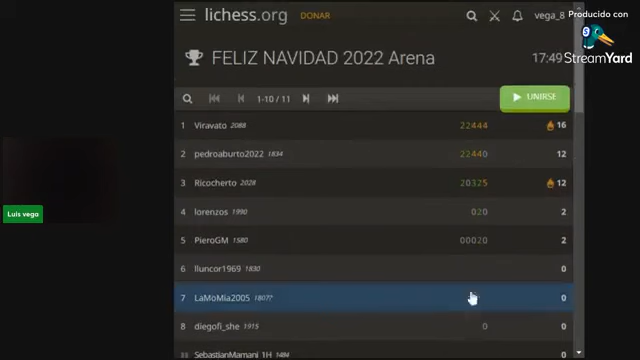 lichess.org DONAR vega_8 Producido con
StreamYard
FELIZ NAVIDAD 2022 Arena 17:49
1-10 / 11 UNIRSE
1 Viravato 2088 22444 16
2 pedroaburto2022 1834 22440 12
3 Ricocherto 2028 20325 12
4 lorenzos 1990 020 2
5 PieroGM 1580 00020 2
6 lluncor1969 1830 0
7 LaMoMia2005 1807? 0
8 diegofi_she 1915 0 0
SebastianMamani_1H 1484 0
Luis vega